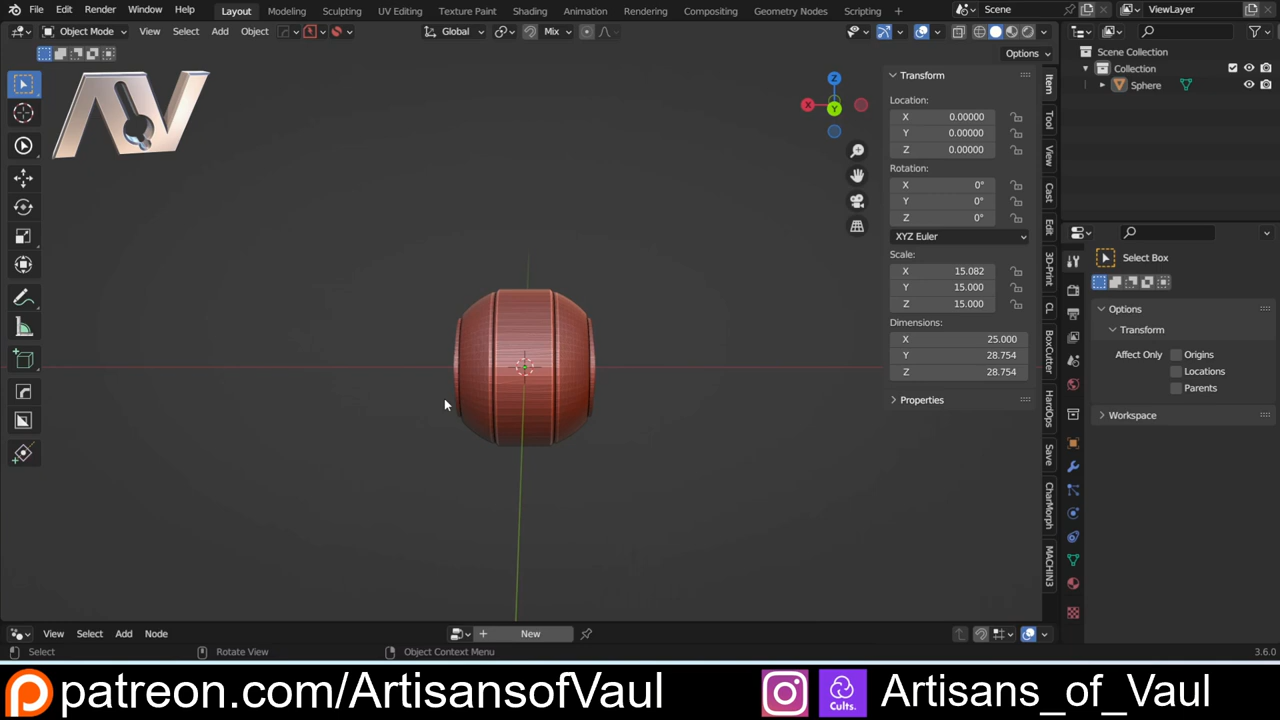 File Edit Render Window Help Layout Modeling Sculpting UV Editing Texture Paint Shading Animation Rendering Compositing Geometry Nodes Scripting + Scene ViewLayer
Object Mode View Select Add Object Global Mix
Options
AV
Transform
Location:
X 0.00000
Y 0.00000
Z 0.00000
Rotation:
X 0°
Y 0°
Z 0°
XYZ Euler
Scale:
X 15.082
Y 15.000
Z 15.000
Dimensions:
X 25.000
Y 28.754
Z 28.754
Properties
Z
X
Y
Item
Tool
View
Cast
Edit
3D-Print
CL
BoxCutter
HardOps
Save
CharMorph
MACHIN3
Scene Collection
Collection
Sphere
Select Box
Options
Transform
Affect Only Origins
Locations
Parents
Workspace
View Select Add Node + New
Select Rotate View Object Context Menu 3.6.0
patreon.com/ArtisansofVaul Cults. Artisans_of_Vaul